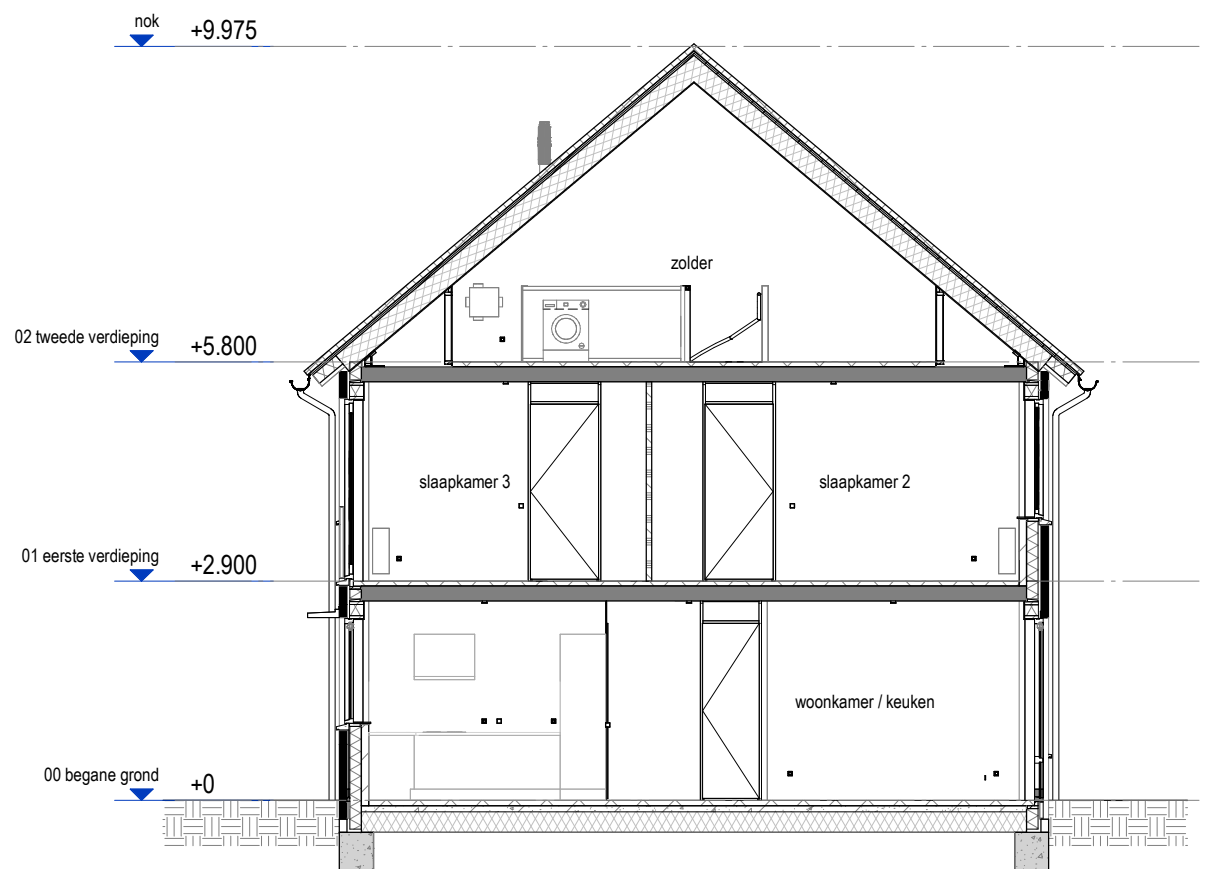 nok +9.975
zolder
02 tweede verdieping +5.800
slaapkamer 3
slaapkamer 2
01 eerste verdieping +2.900
woonkamer / keuken
00 begane grond +0